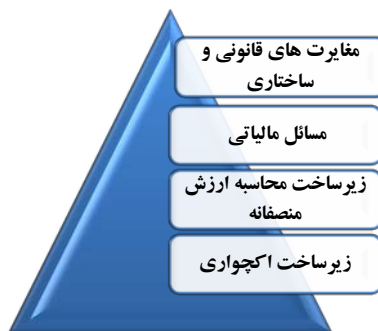 مغایرت های قانونی و
ساختاری
مسائل مالیاتی
زیرساخت محاسبه ارزش
منصفانه
زیرساخت اکچواری